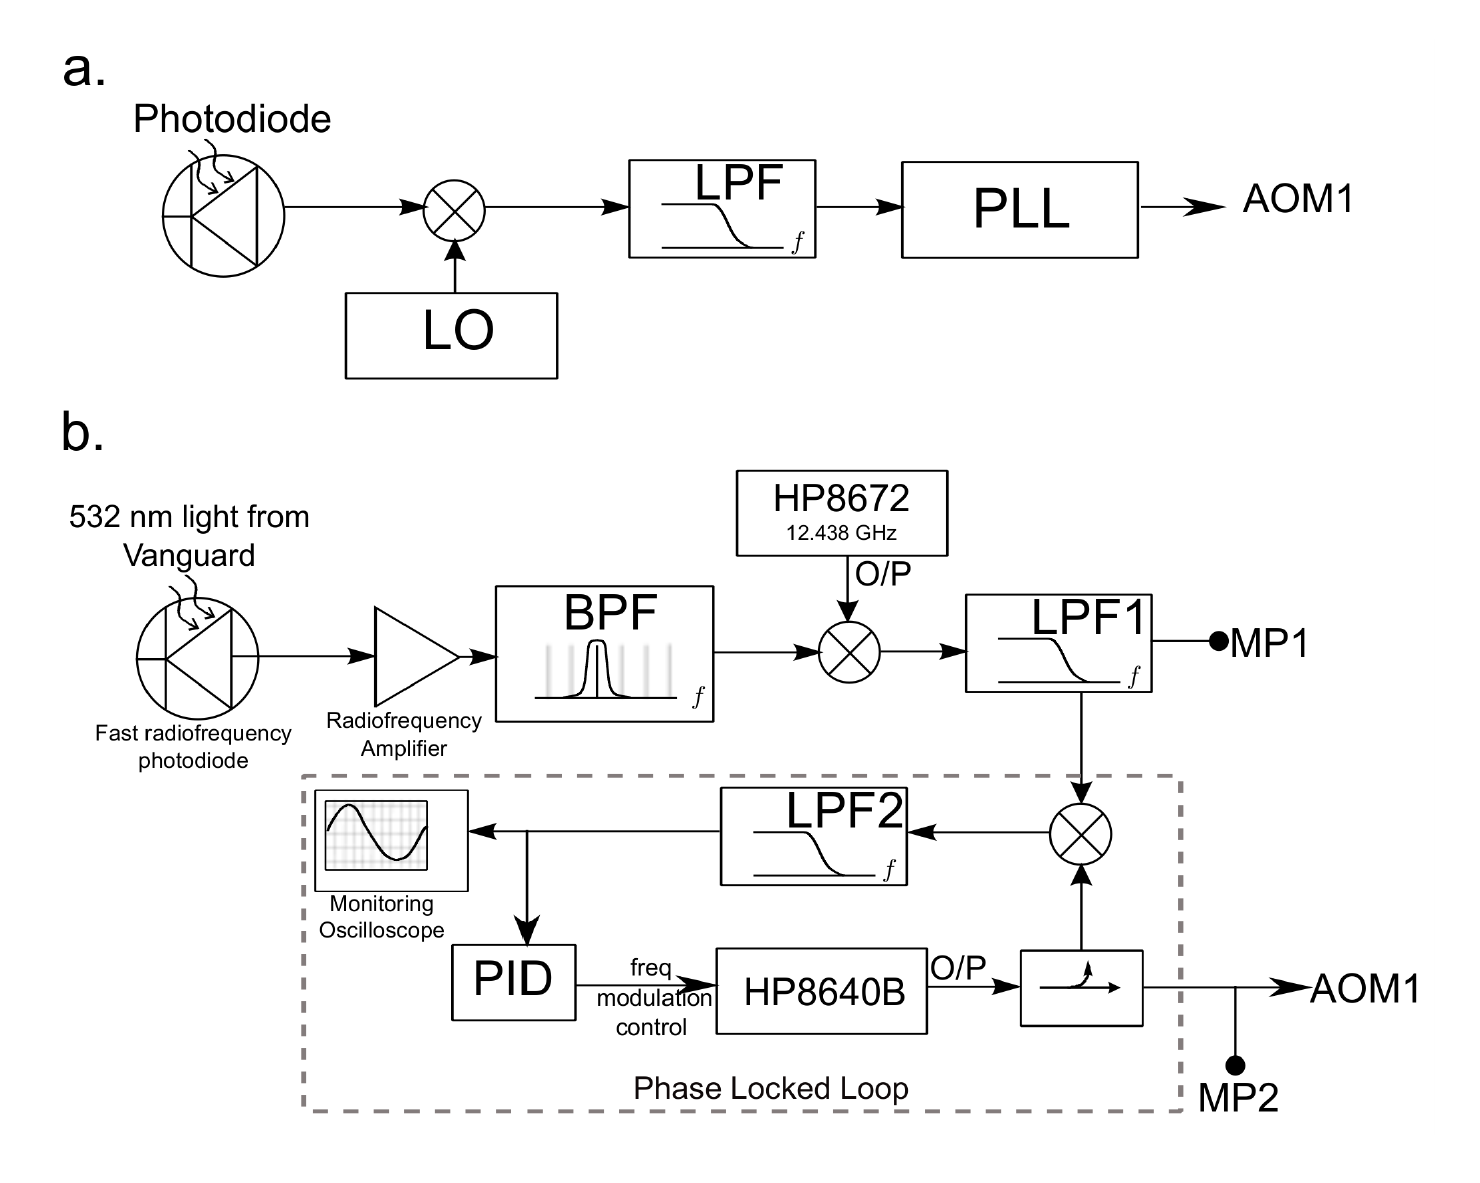 a.
Photodiode
LPF
f
PLL
AOM1
LO
b.
532 nm light from
Vanguard
Fast radiofrequency
photodiode
Radiofrequency
Amplifier
BPF
f
HP8672
12.438 GHz
O/P
LPF1
f
MP1
LPF2
f
Monitoring
Oscilloscope
PID
freq
modulation
control
HP8640B
O/P
AOM1
MP2
Phase Locked Loop